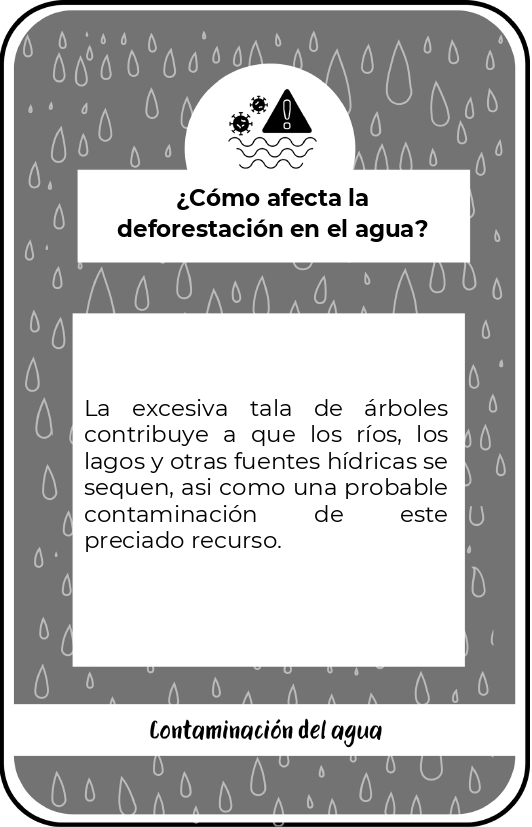 ¿Cómo afecta la
deforestación en el agua?
La excesiva tala de árboles
contribuye a que los ríos, los
lagos y otras fuentes hídricas se
sequen, asi como una probable
contaminación de este
preciado recurso.
Contaminación del agua